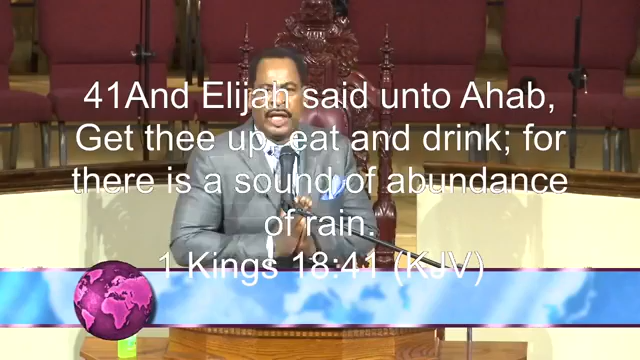 41And Elijah said unto Ahab,
Get thee up, eat and drink; for
there is a sound of abundance
of rain.
1 Kings 18:41 (KJV)